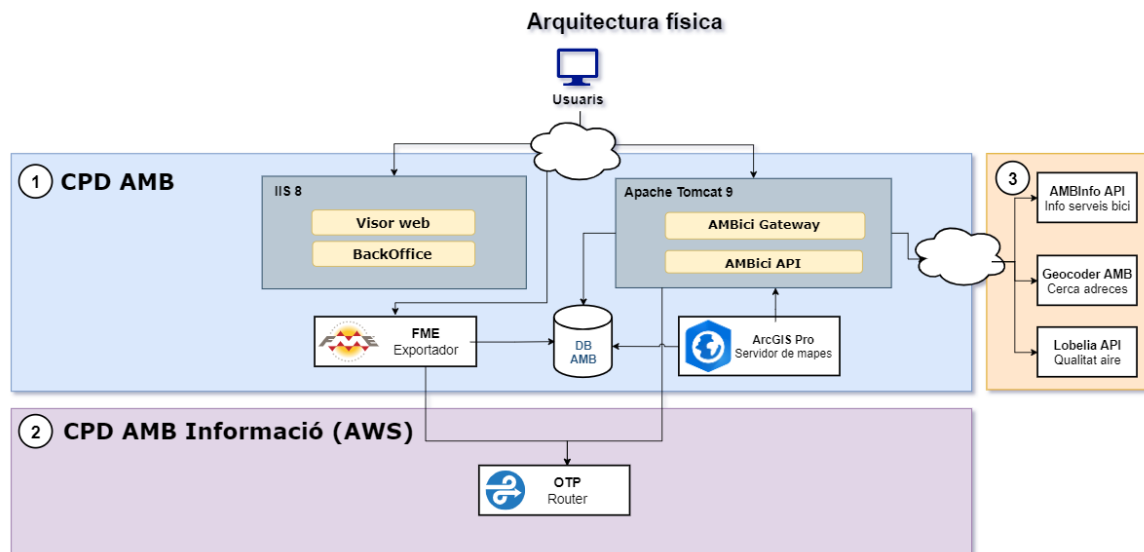 Arquitectura física
Usuaris
1 CPD AMB
IIS 8
Visor web
BackOffice
Apache Tomcat 9
AMBici Gateway
AMBici API
FME
Exportador
DB
AMB
ArcGIS Pro
Servidor de mapes
3
AMBInfo API
Info serveis bici
Geocoder AMB
Cerca adreces
Lobelia API
Qualitat aire
2 CPD AMB Informació (AWS)
OTP
Router